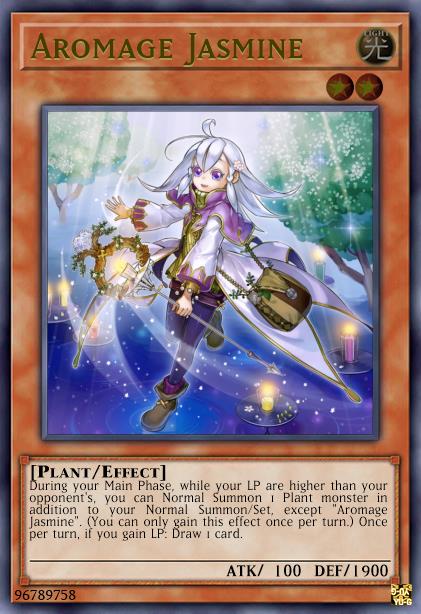 Aromage Jasmine
LIGHT
光
[Plant/Effect]
During your Main Phase, while your LP are higher than your
opponent's, you can Normal Summon 1 Plant monster in
addition to your Normal Summon/Set, except "Aromage
Jasmine". (You can only gain this effect once per turn.) Once
per turn, if you gain LP: Draw 1 card.
ATK/ 100 DEF/1900
96789758